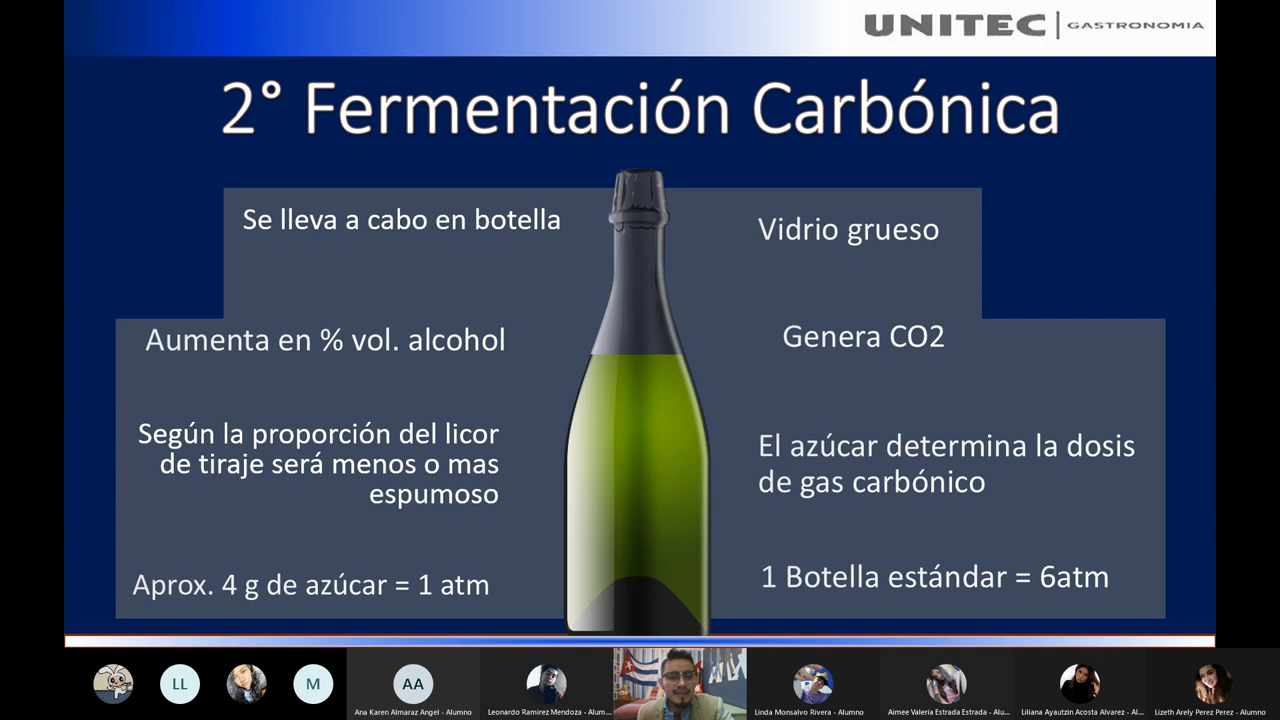 UNITEC | GASTRONOMIA
2° Fermentación Carbónica
Se lleva a cabo en botella
Vidrio grueso
Aumenta en % vol. alcohol
Genera CO2
Según la proporción del licor
de tiraje será menos o mas
espumoso
El azúcar determina la dosis
de gas carbónico
Aprox. 4 g de azúcar = 1 atm
1 Botella estándar = 6atm
LL
M
AA
Ana Karen Almaraz Angel - Alumno
Leonardo Ramirez Mendoza - Alum...
Linda Monsalvo Rivera - Alumno
Aimee Valeria Estrada Estrada - Alu...
Liliana Ayautzin Acosta Alvarez - Al...
Lizeth Arely Perez Perez - Alumno